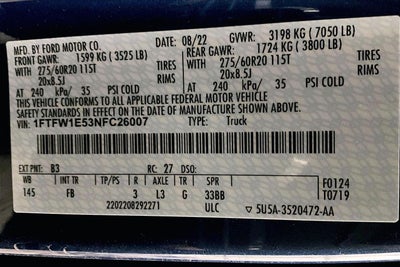 MFD. BY FORD MOTOR CO. DATE: 08/22 GVWR: 3198 KG ( 7050 LB)
FRONT GAWR: 1599 KG ( 3525 LB) REAR GAWR: 1724 KG ( 3800 LB)
275/60R20 115T TIRES 275/60R20 115T TIRES
20x8.5J RIMS 20x8.5J RIMS
AT 240 kPa/ 35 PSI COLD AT 240 kPa/ 35 PSI COLD
THIS VEHICLE CONFORMS TO ALL APPLICABLE FEDERAL MOTOR VEHICLE
SAFETY STANDARDS IN EFFECT ON THE DATE OF MANUFACTURE SHOWN ABOVE.
VIN: 1FTFW1E53NFC26007 TYPE: Truck
EXT PNT: B3 RC: 27 DSO: F0124
WB INT TR R AXLE TR SPR T0719
145 FB 3 L3 G 33BB
2202208292271 ULC 5U5A-3520472-AA